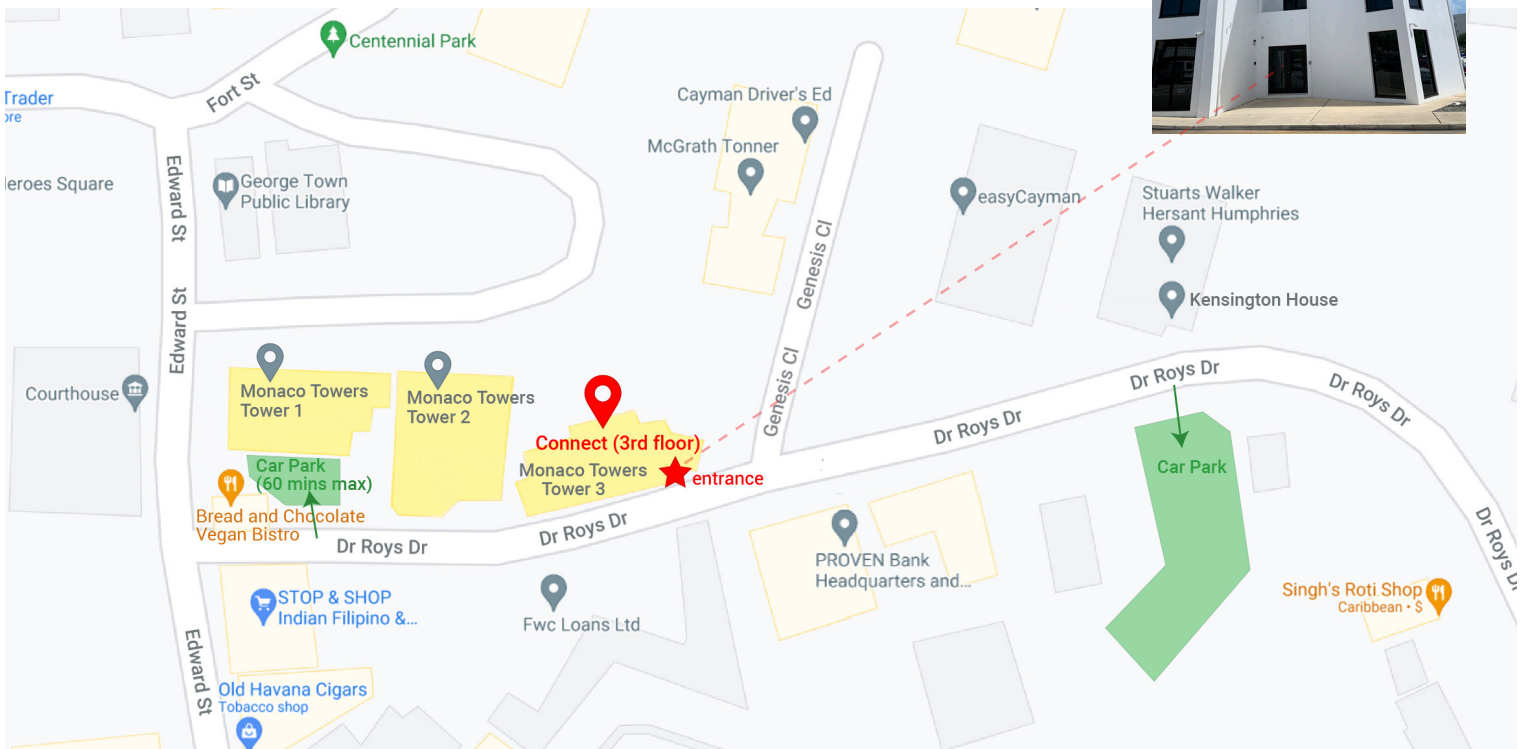 Centennial Park
Fort St
Trader
ore
Cayman Driver's Ed
McGrath Tonner
Edward St
eroes Square
George Town
Public Library
easyCayman
Stuarts Walker
Hersant Humphries
Genesis Cl
Kensington House
Edward St
Genesis Cl
Courthouse
Monaco Towers
Tower 1
Monaco Towers
Tower 2
Connect (3rd floor)
Monaco Towers
Tower 3
entrance
Dr Roys Dr
Dr Roys Dr
Dr Roys Dr
Car Park
(60 mins max)
Car Park
Bread and Chocolate
Vegan Bistro
Dr Roys Dr
Dr Roys Dr
Dr Roys Dr
PROVEN Bank
Headquarters and...
STOP & SHOP
Indian Filipino &...
Fwc Loans Ltd
Singh's Roti Shop
Caribbean • $
Edward St
Old Havana Cigars
Tobacco shop